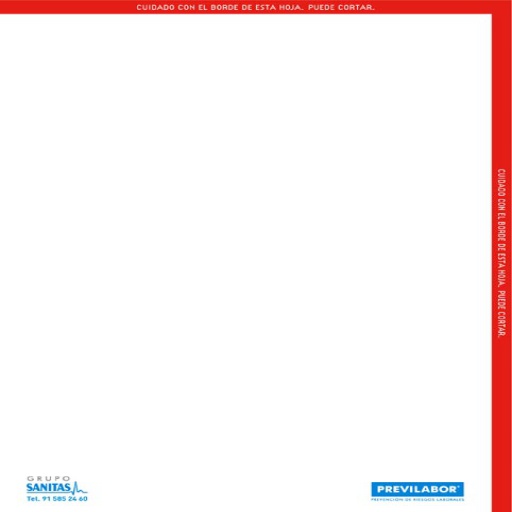 CUIDADO CON EL BORDE DE ESTA HOJA. PUEDE CORTAR.
CUIDADO CON EL BORDE DE ESTA HOJA. PUEDE CORTAR.
GRUPO
SANITAS
Tel. 91 585 24 60
PREVILABOR
PREVENCIÓN DE RIESGOS LABORALES